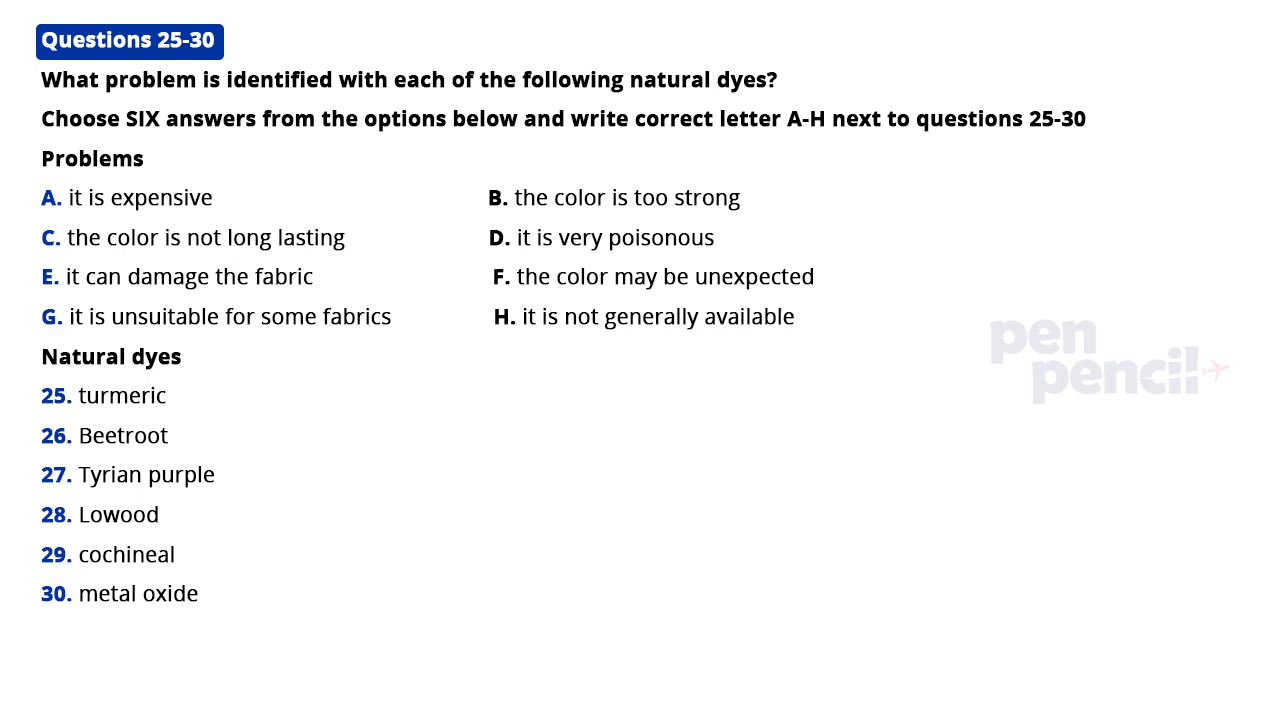 Questions 25-30
What problem is identified with each of the following natural dyes?
Choose SIX answers from the options below and write correct letter A-H next to questions 25-30
Problems
A. it is expensive B. the color is too strong
C. the color is not long lasting D. it is very poisonous
E. it can damage the fabric F. the color may be unexpected
G. it is unsuitable for some fabrics H. it is not generally available
Natural dyes
25. turmeric
26. Beetroot
27. Tyrian purple
28. Lowood
29. cochineal
30. metal oxide
pen
pencil